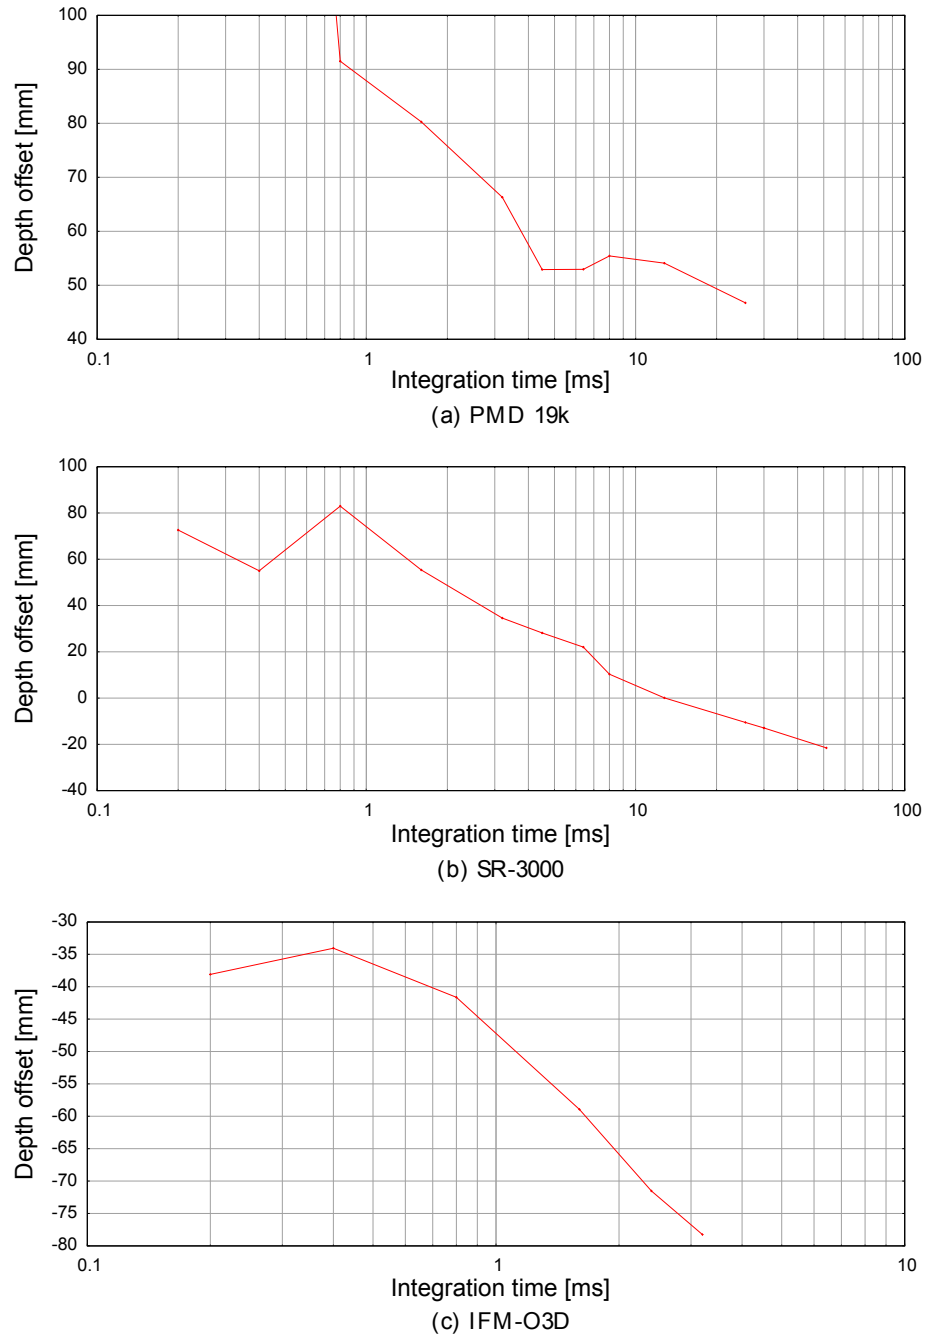 100
90
80
70
60
50
40
Depth offset [mm]
0.1 1 10 100
Integration time [ms]
(a) PMD 19k
100
80
60
40
20
0
-20
-40
Depth offset [mm]
0.1 1 10 100
Integration time [ms]
(b) SR-3000
-30
-35
-40
-45
-50
-55
-60
-65
-70
-75
-80
Depth offset [mm]
0.1 1 10
Integration time [ms]
(c) IFM-O3D